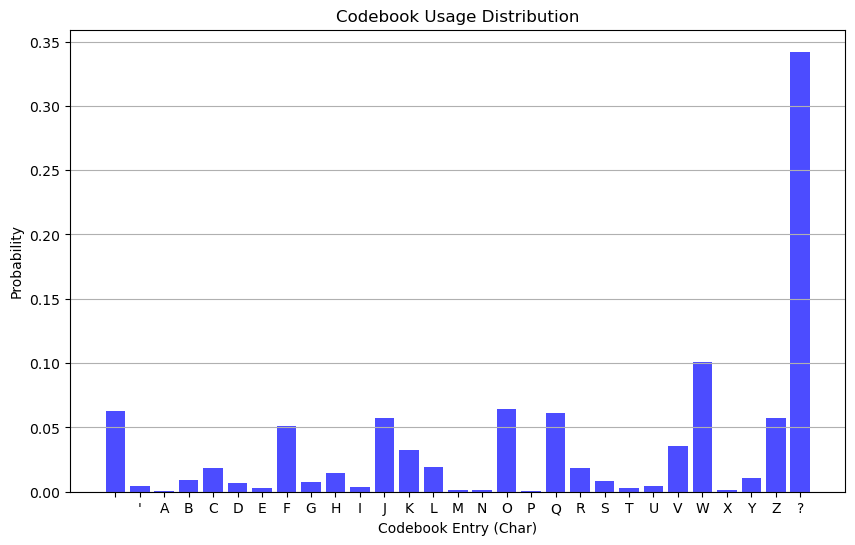 Codebook Usage Distribution
Probability
0.35
0.30
0.25
0.20
0.15
0.10
0.05
0.00
' A B C D E F G H I J K L M N O P Q R S T U V W X Y Z ?
Codebook Entry (Char)